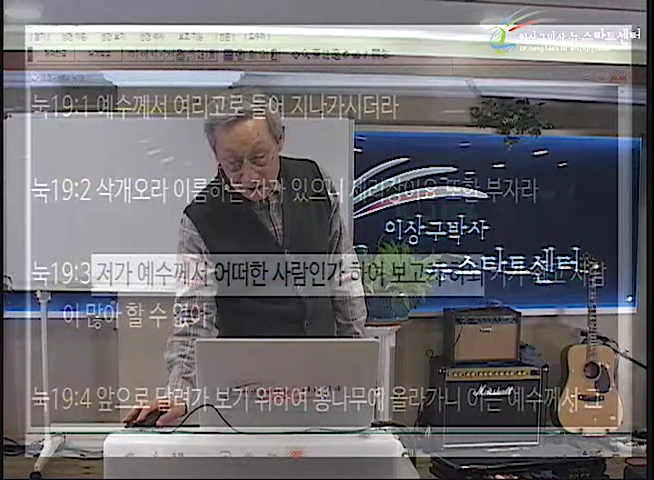 이상구박사 뉴스타트센터
눅19:1 예수께서 여리고로 들어 지나가시더라
눅19:2 삭개오라 이름하는 자가 있으니 세리장이요 또한 부자라
이상구박사
뉴스타트센터
눅19:3 저가 예수께서 어떠한 사람인가 하여 보고자하되
이 많아 할 수 없어
눅19:4 앞으로 달려가 보기 위하여 뽕나무에 올라가니 이는 예수께서 그
Marshall